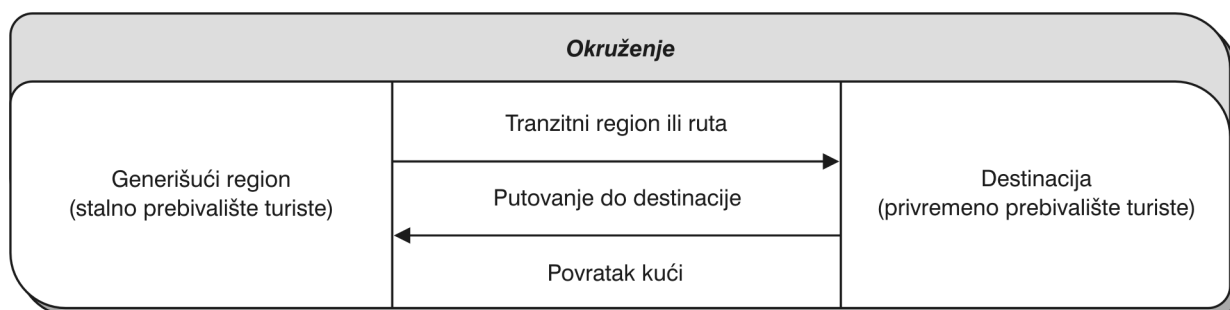 Okruženje
Generišući region
(stalno prebivalište turiste)
Tranzitni region ili ruta
Putovanje do destinacije
Povratak kući
Destinacija
(privremeno prebivalište turiste)